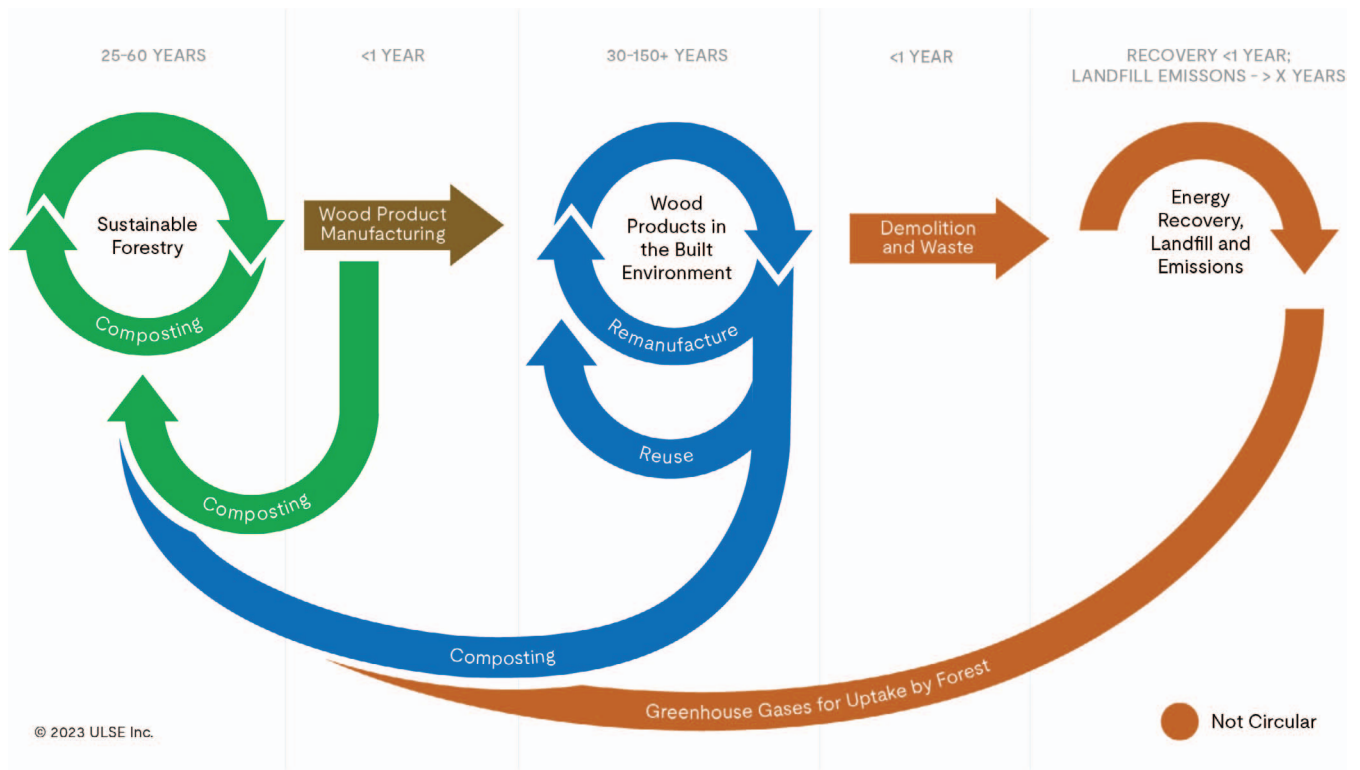 25-60 YEARS
<1 YEAR
30-150+ YEARS
<1 YEAR
RECOVERY <1 YEAR;
LANDFILL EMISSONS - > X YEARS
Sustainable
Forestry
Composting
Wood Product
Manufacturing
Composting
Wood
Products in
the Built
Environment
Remanufacture
Reuse
Composting
Demolition
and Waste
Energy
Recovery,
Landfill and
Emissions
Greenhouse Gases for Uptake by Forest
Not Circular
© 2023 ULSE Inc.